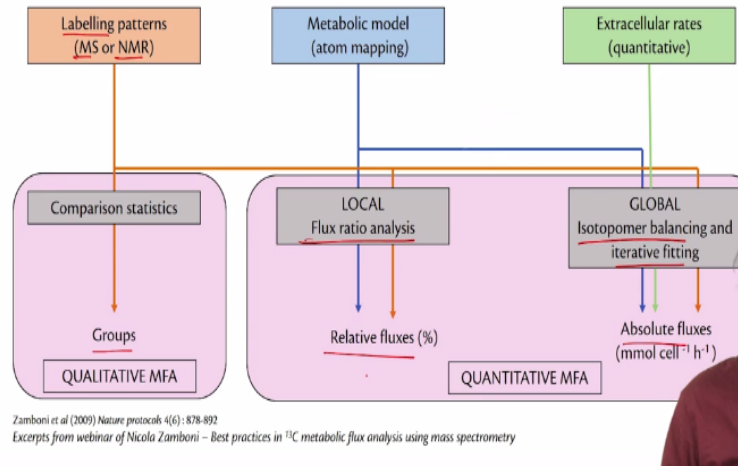 Labelling patterns
(MS or NMR)
Metabolic model
(atom mapping)
Extracellular rates
(quantitative)
Comparison statistics
LOCAL
Flux ratio analysis
GLOBAL
Isotopomer balancing and
iterative fitting
Groups
Relative fluxes (%)
Absolute fluxes
(mmol cell⁻¹ h⁻¹)
QUALITATIVE MFA
QUANTITATIVE MFA
Zamboni et al (2009) Nature protocols 4(6) : 878-892
Excerpts from webinar of Nicola Zamboni – Best practices in ¹³C metabolic flux analysis using mass spectrometry